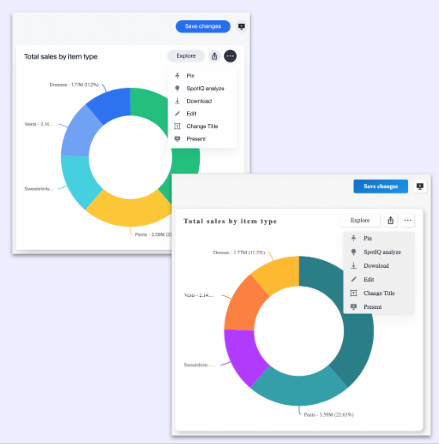 Save changes
Total sales by item type
Explore
Pin
SpotIQ analyze
Download
Edit
Change Title
Present
Dresses - 1.77M (11.2%)
Vests - 2.14...
Sweatshirts ...
Pants - 3.59M (22
Save changes
Total sales by item type
Explore
Pin
SpotIQ analyze
Download
Edit
Change Title
Present
Dresses - 1.77M (11.2%)
Vests - 2.14...
Sweatshirts ...
Pants - 3.59M (22.63%)